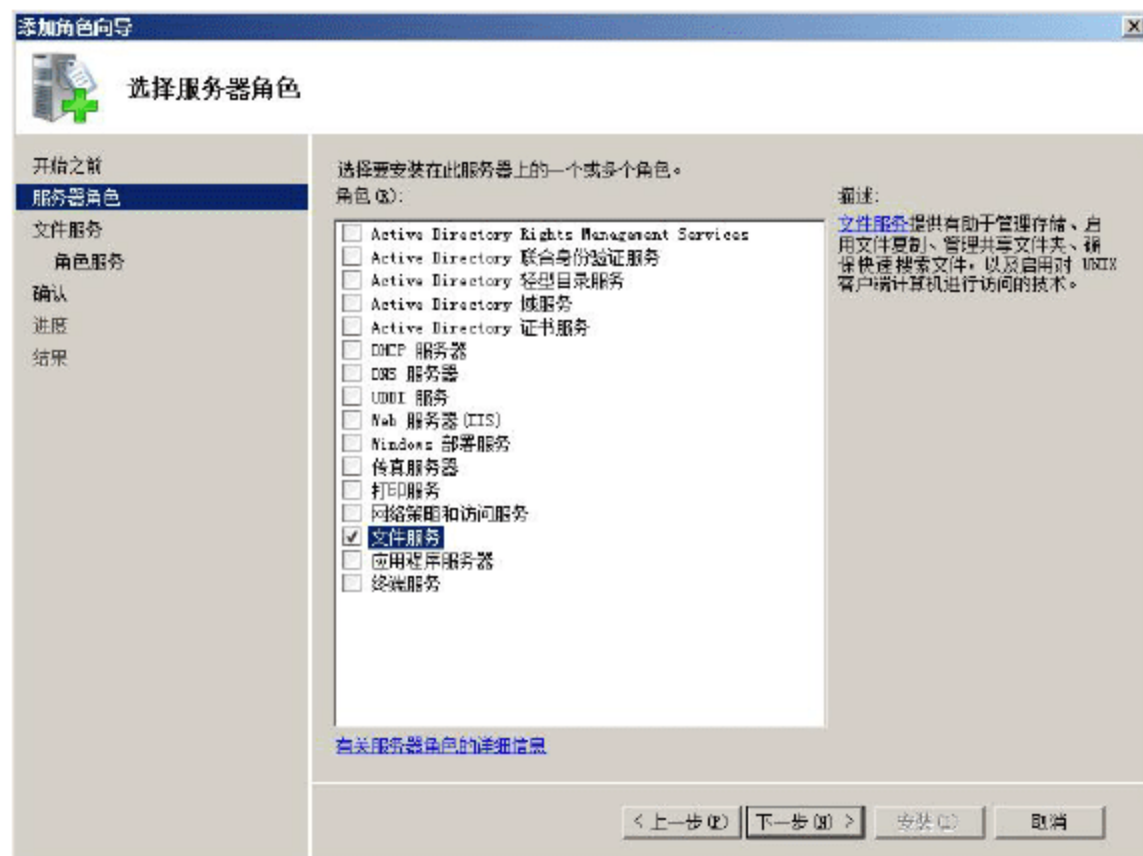 添加角色向导
选择服务器角色
开始之前
服务器角色
文件服务
角色服务
确认
进度
结果
选择要安装在此服务器上的一个或多个角色。
角色(R):
Active Directory Rights Management Services
Active Directory 联合身份验证服务
Active Directory 轻型目录服务
Active Directory 域服务
Active Directory 证书服务
DHCP 服务器
DNS 服务器
UDDI 服务
Web 服务器(IIS)
Windows 部署服务
传真服务器
打印服务
网络策略和访问服务
文件服务
应用程序服务器
终端服务
有关服务器角色的详细信息
描述:
文件服务提供有助于管理存储、启
用文件复制、管理共享文件夹、确
保快速搜索文件，以及启用对 UNIX
客户端计算机进行访问的技术。
< 上一步(P)
下一步(N) >
安装(I)
取消